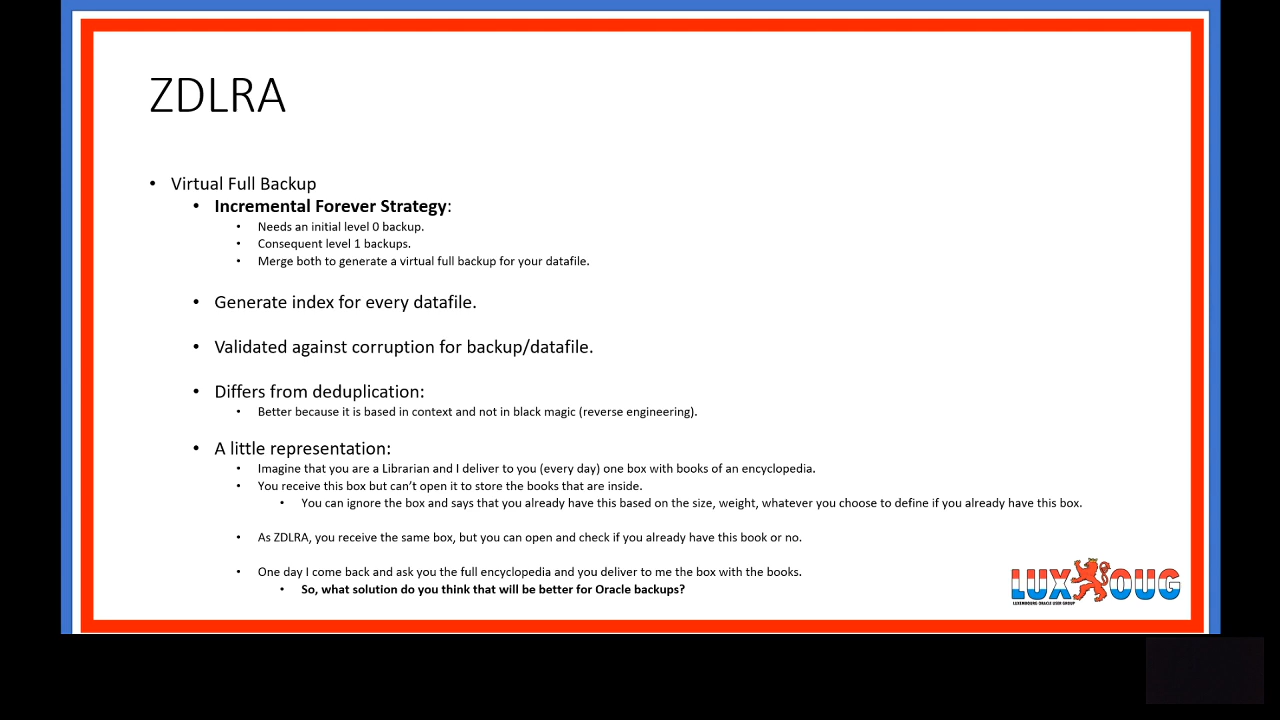 ZDLRA
• Virtual Full Backup
• Incremental Forever Strategy:
• Needs an initial level 0 backup.
• Consequent level 1 backups.
• Merge both to generate a virtual full backup for your datafile.
• Generate index for every datafile.
• Validated against corruption for backup/datafile.
• Differs from deduplication:
• Better because it is based in context and not in black magic (reverse engineering).
• A little representation:
• Imagine that you are a Librarian and I deliver to you (every day) one box with books of an encyclopedia.
• You receive this box but can't open it to store the books that are inside.
• You can ignore the box and says that you already have this based on the size, weight, whatever you choose to define if you already have this box.
• As ZDLRA, you receive the same box, but you can open and check if you already have this book or no.
• One day I come back and ask you the full encyclopedia and you deliver to me the box with the books.
• So, what solution do you think that will be better for Oracle backups?
LUX OUG
LUXEMBOURG ORACLE USER GROUP